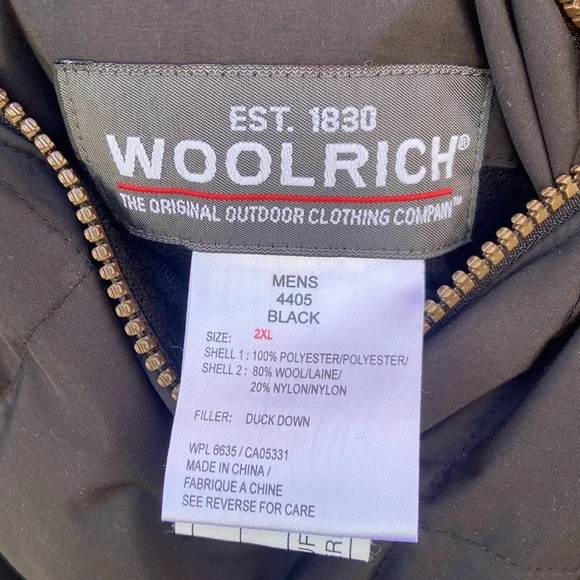 EST. 1830
WOOLRICH®
THE ORIGINAL OUTDOOR CLOTHING COMPANY™
MENS
4405
BLACK
SIZE: 2XL
SHELL 1 : 100% POLYESTER/POLYESTER/
SHELL 2 : 80% WOOL/LAINE/
20% NYLON/NYLON
FILLER: DUCK DOWN
WPL 6635 / CA05331
MADE IN CHINA /
FABRIQUE A CHINE
SEE REVERSE FOR CARE